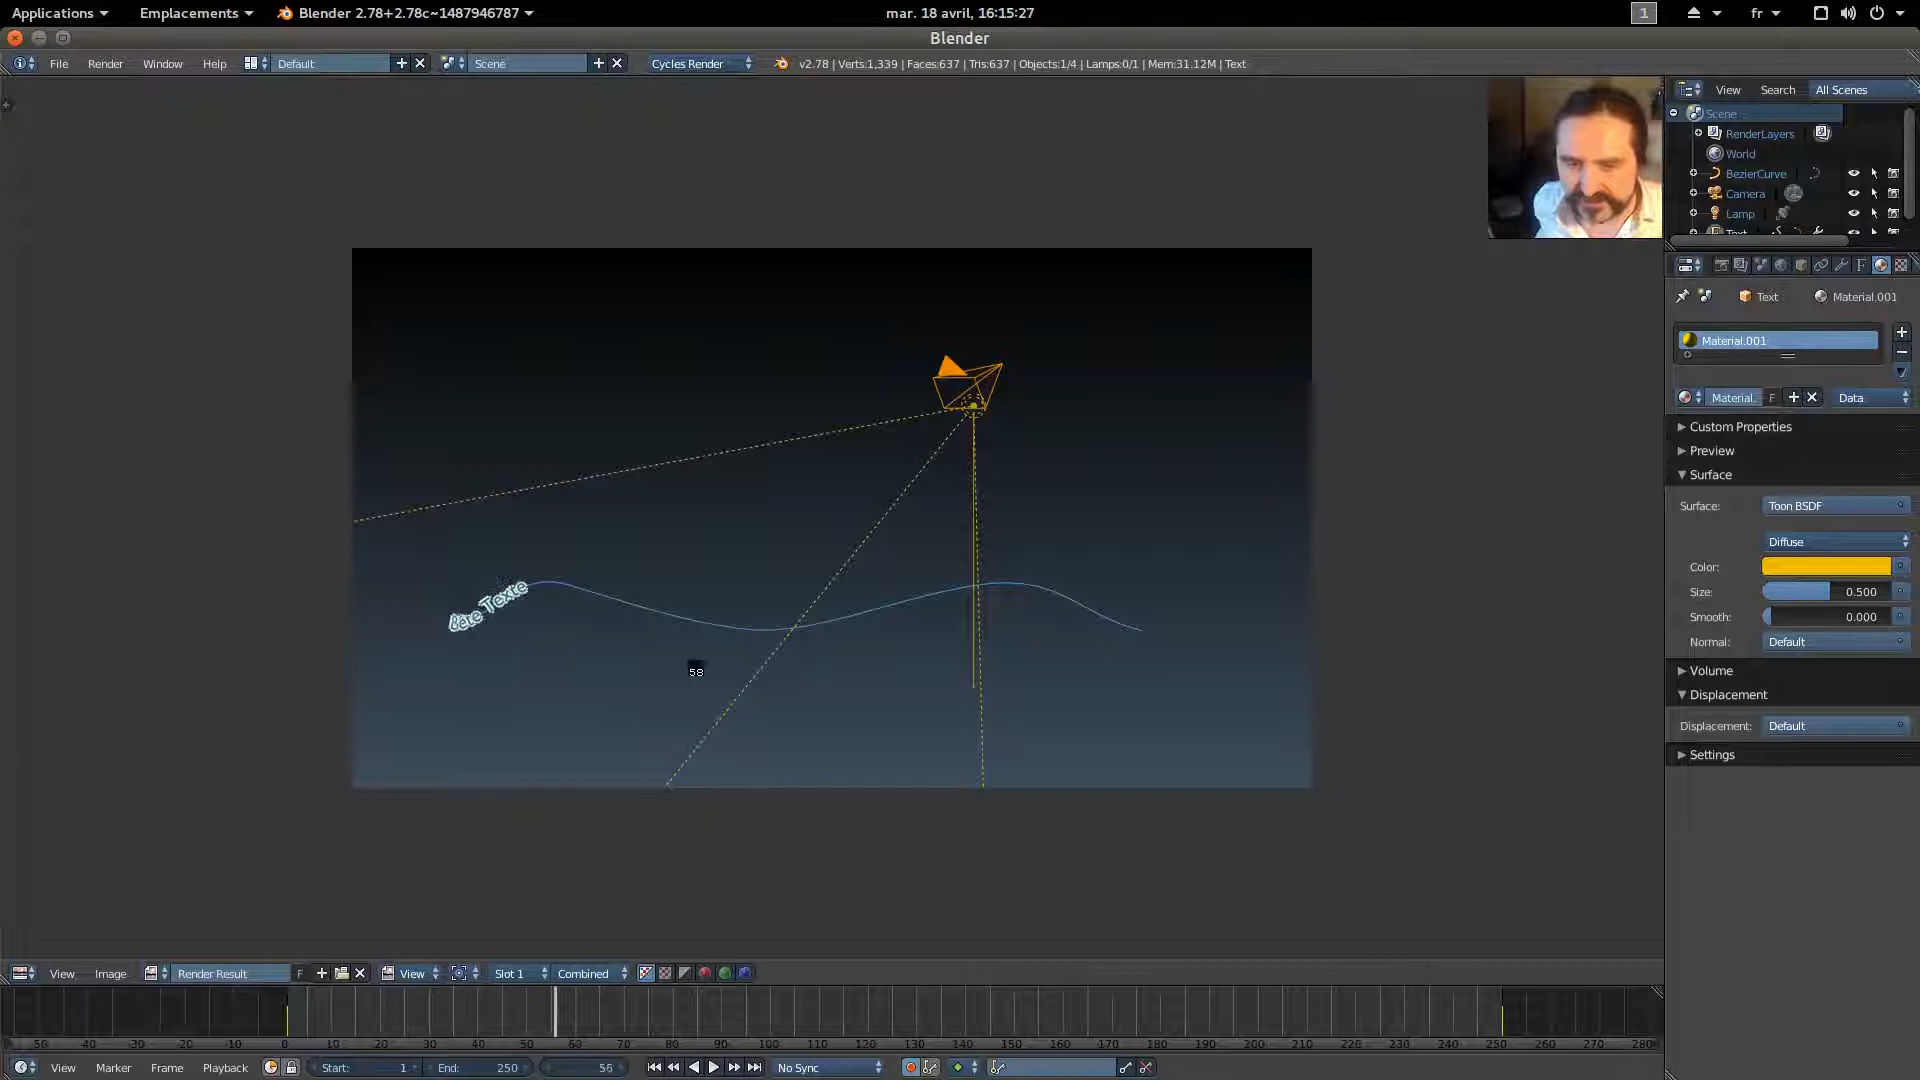 Applications Emplacements Blender 2.78+2.78c~1487946787 mar. 18 avril, 16:15:27 1 fr
Blender
File Render Window Help Default Scene Cycles Render v2.78 | Verts:1,339 | Faces:637 | Tris:637 | Objects:1/4 | Lamps:0/1 | Mem:31.12M | Text
View Search All Scenes
Scene
RenderLayers
World
BezierCurve
Camera
Lamp
Text
Text Material.001
Material.001
Material. F Data
Custom Properties
Preview
Surface
Surface: Toon BSDF
Diffuse
Color:
Size: 0.500
Smooth: 0.000
Normal: Default
Volume
Displacement
Displacement: Default
Settings
Bête Texte
58
View Image Render Result F View Slot 1 Combined
-50 -40 -30 -20 -10 0 10 20 30 40 50 60 70 80 90 100 110 120 130 140 150 160 170 180 190 200 210 220 230 240 250 260 270 280
View Marker Frame Playback Start: 1 End: 250 56 No Sync